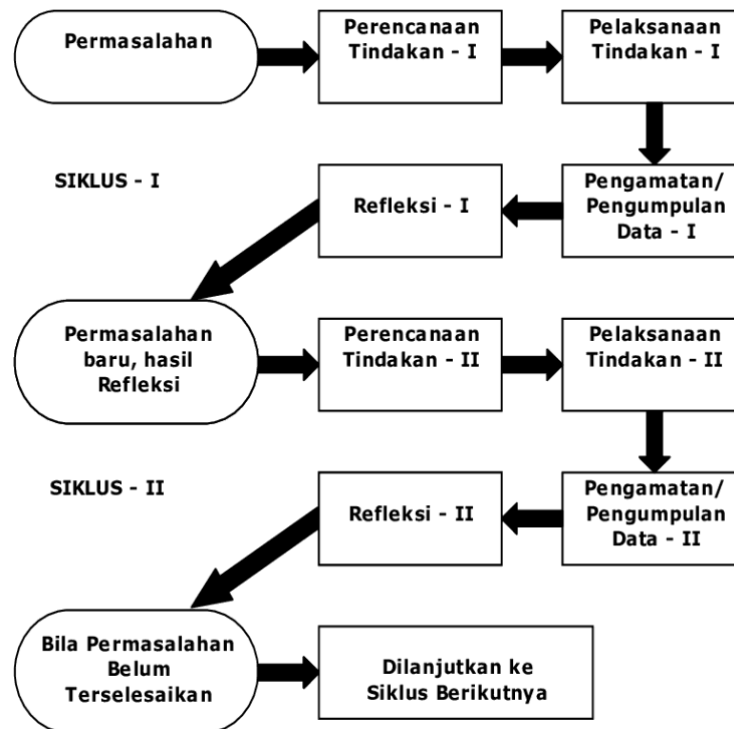 Permasalahan
Perencanaan
Tindakan - I
Pelaksanaan
Tindakan - I
SIKLUS - I
Refleksi - I
Pengamatan/
Pengumpulan
Data - I
Permasalahan
baru, hasil
Refleksi
Perencanaan
Tindakan - II
Pelaksanaan
Tindakan - II
SIKLUS - II
Refleksi - II
Pengamatan/
Pengumpulan
Data - II
Bila Permasalahan
Belum
Terselesaikan
Dilanjutkan ke
Siklus Berikutnya